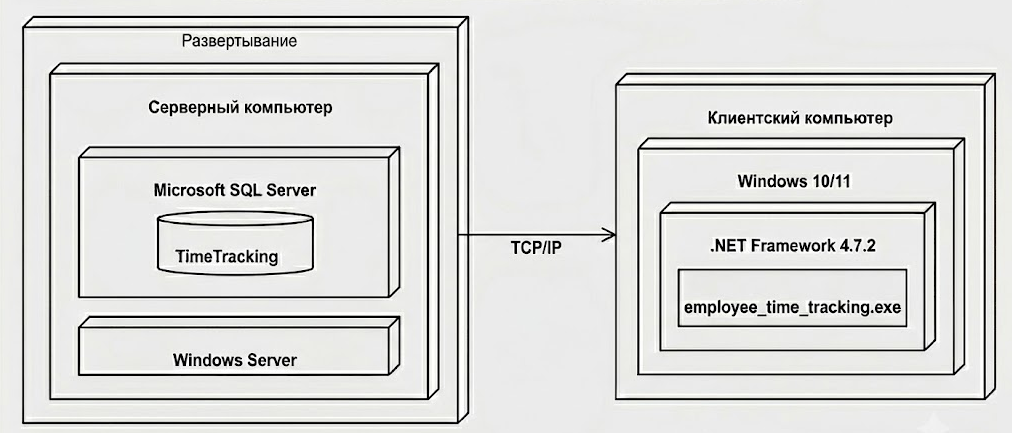 Развертывание
Серверный компьютер
Microsoft SQL Server
TimeTracking
Windows Server
TCP/IP
Клиентский компьютер
Windows 10/11
.NET Framework 4.7.2
employee_time_tracking.exe